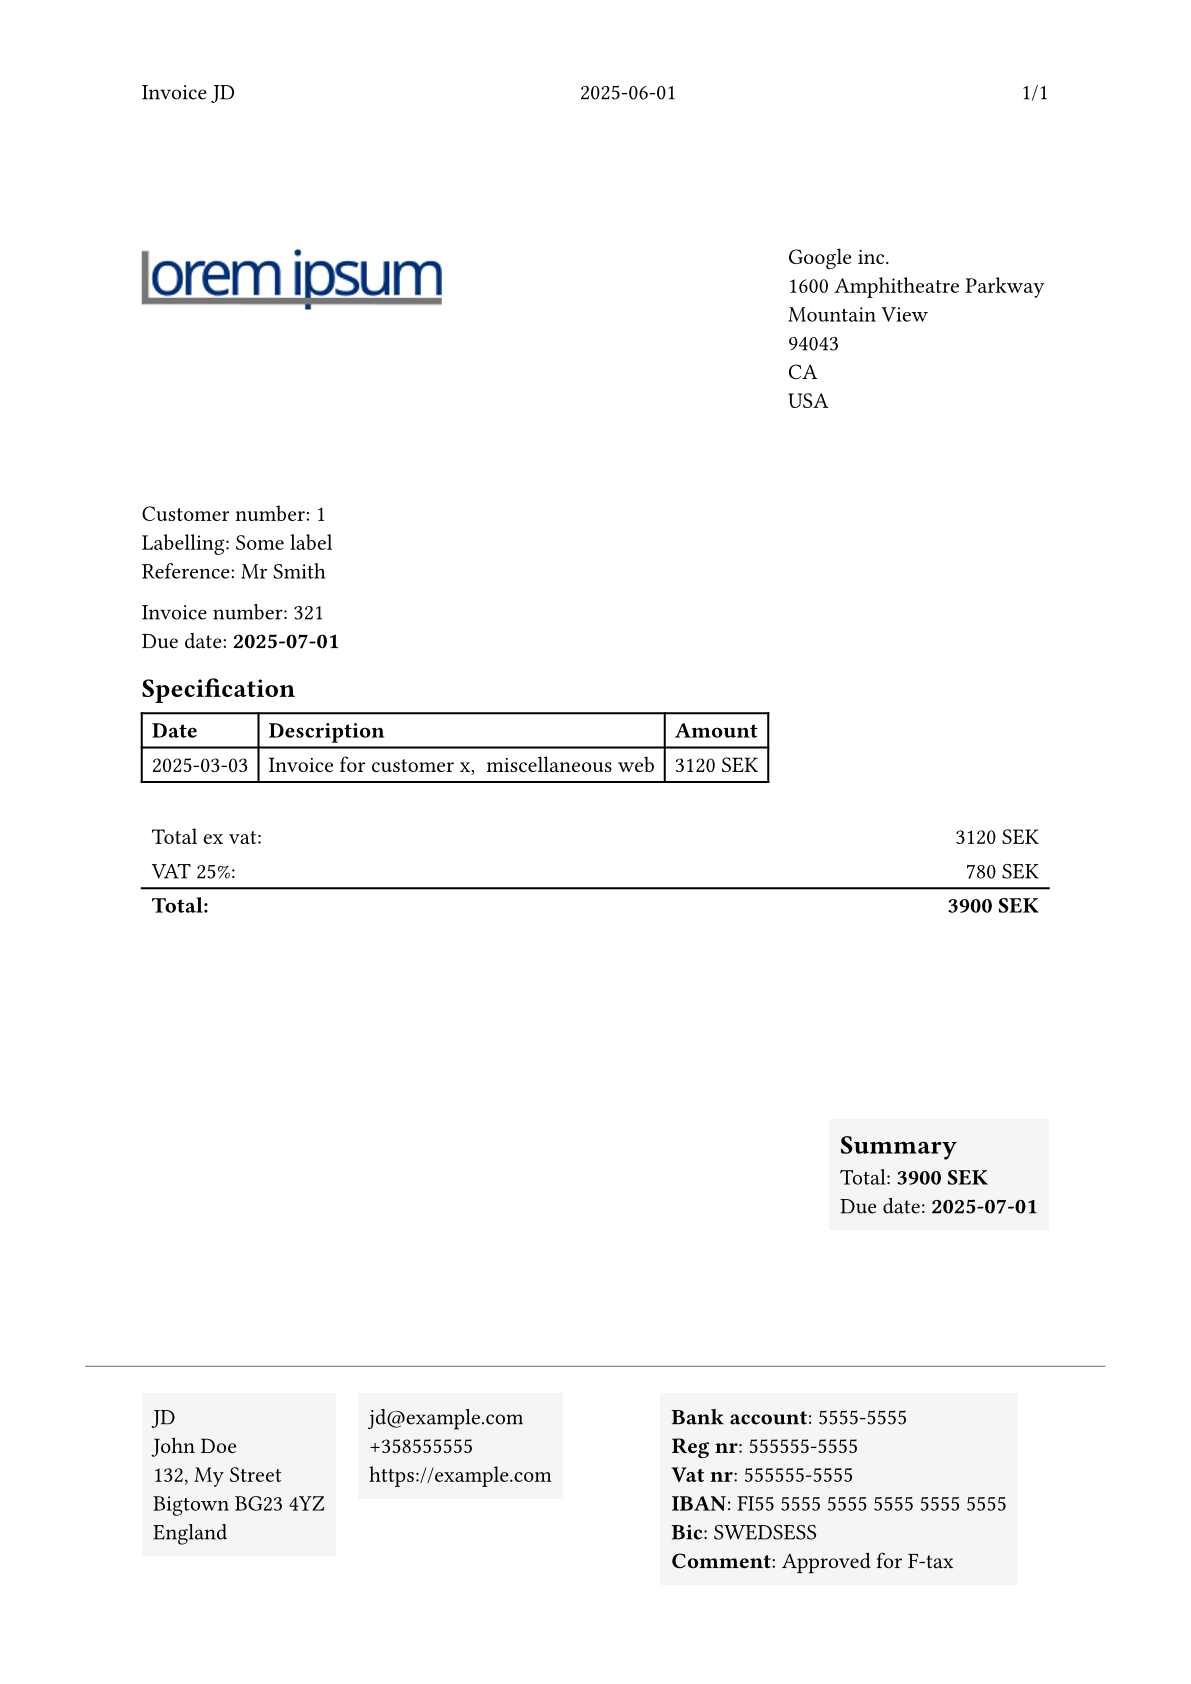 Invoice JD 2025-06-01 1/1
lorem ipsum
Google inc.
1600 Amphitheatre Parkway
Mountain View
94043
CA
USA
Customer number: 1
Labelling: Some label
Reference: Mr Smith
Invoice number: 321
Due date: 2025-07-01
Specification
Date Description Amount
2025-03-03 Invoice for customer x, miscellaneous web 3120 SEK
Total ex vat: 3120 SEK
VAT 25%: 780 SEK
Total: 3900 SEK
Summary
Total: 3900 SEK
Due date: 2025-07-01
JD
John Doe
132, My Street
Bigtown BG23 4YZ
England
jd@example.com
+358555555
https://example.com
Bank account: 5555-5555
Reg nr: 555555-5555
Vat nr: 555555-5555
IBAN: FI55 5555 5555 5555 5555 5555
Bic: SWEDSESS
Comment: Approved for F-tax